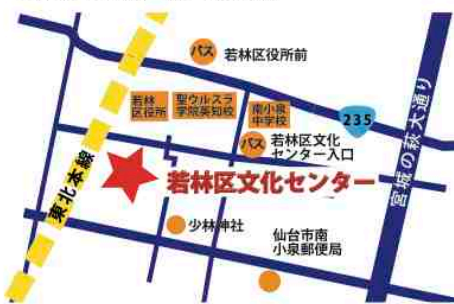 バス
若林区役所前
若林
区役所
聖ウルスラ
学院英知校
南小泉
中学校
235
バス
若林区文化
センター入口
宮城の萩大通り
東北本線
若林区文化センター
少林神社
仙台市南
小泉郵便局